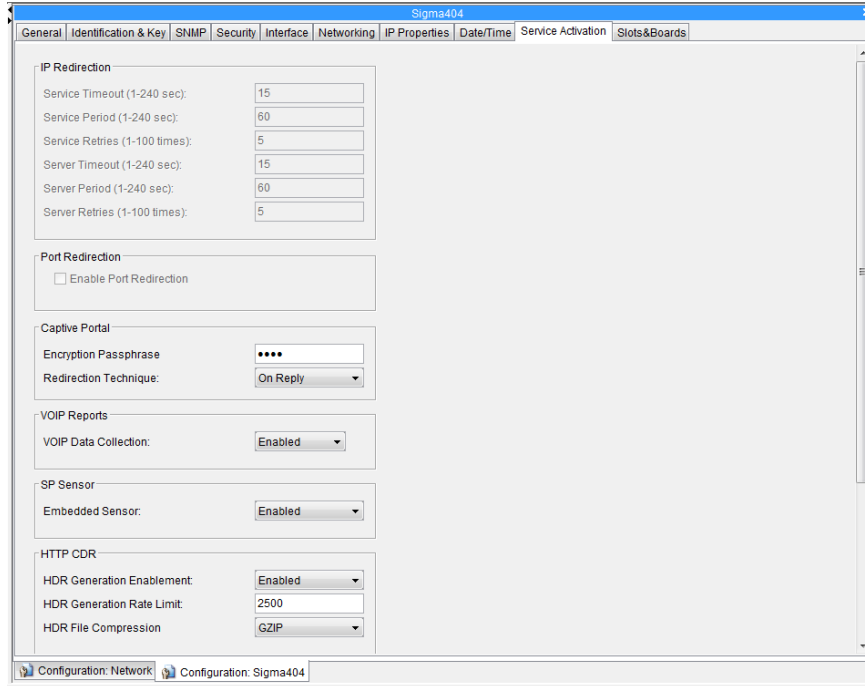 Sigma404
General Identification & Key SNMP Security Interface Networking IP Properties Date/Time Service Activation Slots&Boards
IP Redirection
Service Timeout (1-240 sec): 15
Service Period (1-240 sec): 60
Service Retries (1-100 times): 5
Server Timeout (1-240 sec): 15
Server Period (1-240 sec): 60
Server Retries (1-100 times): 5
Port Redirection
Enable Port Redirection
Captive Portal
Encryption Passphrase ••••
Redirection Technique: On Reply
VOIP Reports
VOIP Data Collection: Enabled
SP Sensor
Embedded Sensor: Enabled
HTTP CDR
HDR Generation Enablement: Enabled
HDR Generation Rate Limit: 2500
HDR File Compression GZIP
Configuration: Network Configuration: Sigma404